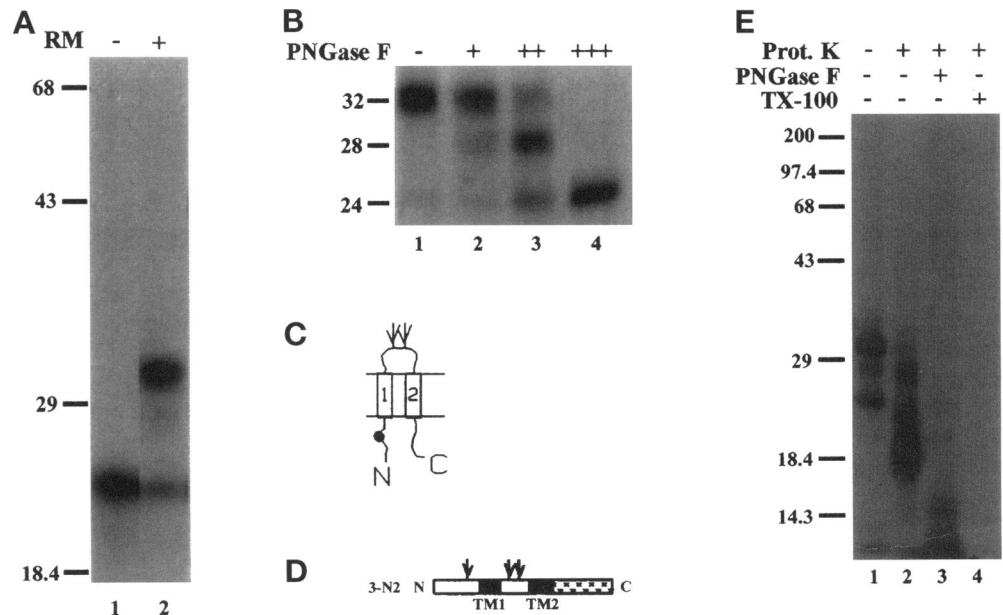 A
RM - +
68
43
29
18.4
1 2
B
PNGase F - + ++ +++
32
28
24
1 2 3 4
C
1 2
N C
D
3-N2 N C
TM1 TM2
E
Prot. K - + + +
PNGase F - - + -
TX-100 - - - +
200
97.4
68
43
29
18.4
14.3
1 2 3 4